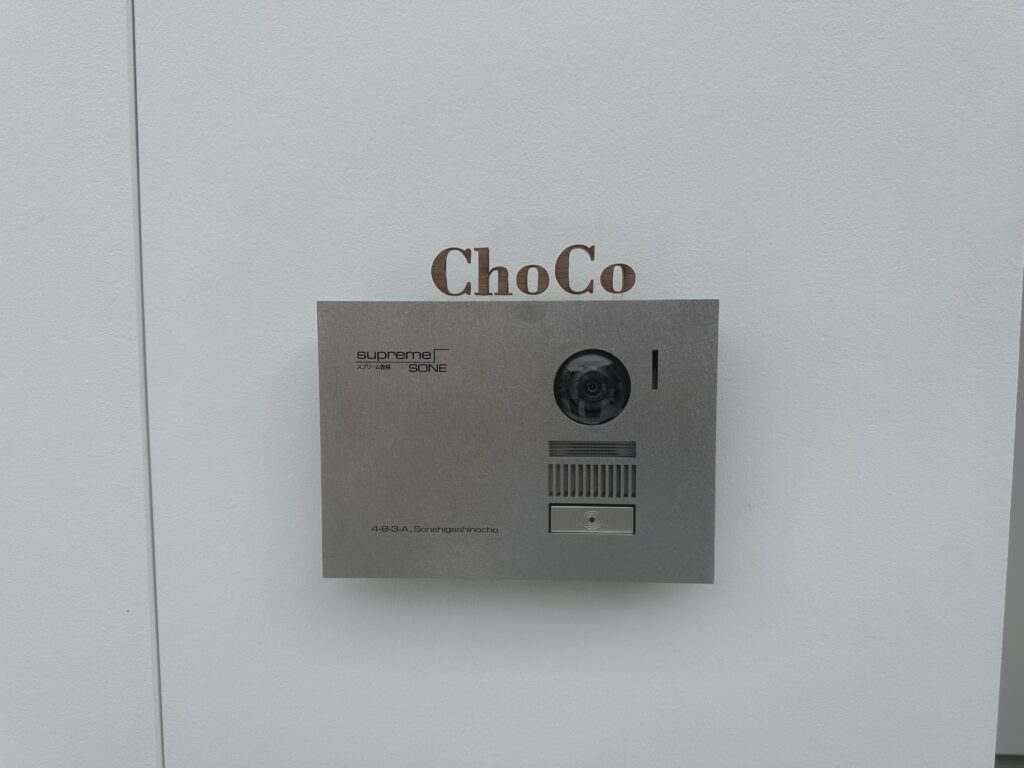 ChoCo
supreme
スプリーム曽根 SONE
4-8-3-A, Sonehigashinocho